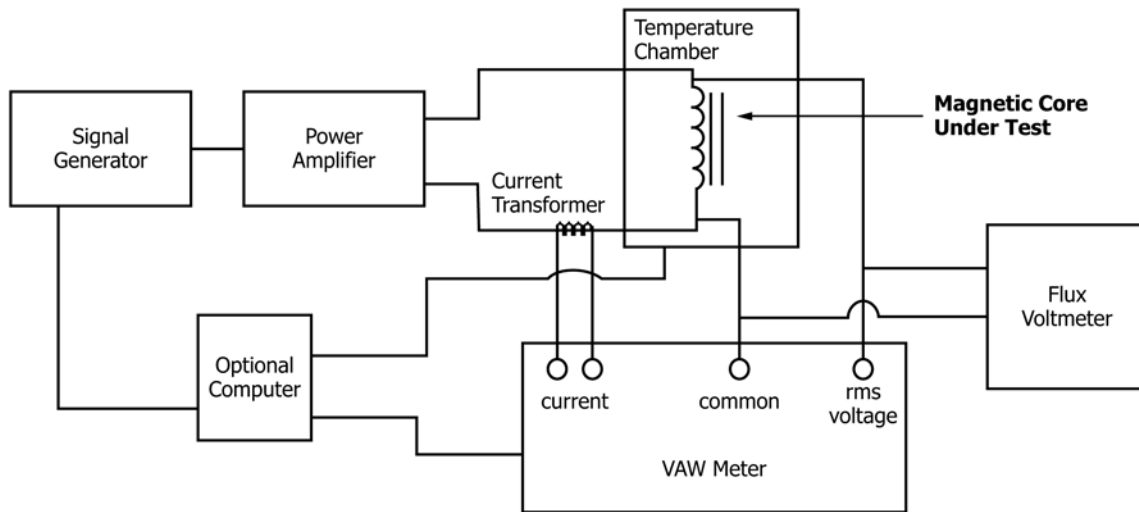 Temperature
Chamber
Magnetic Core
Under Test
Signal
Generator
Power
Amplifier
Current
Transformer
Flux
Voltmeter
Optional
Computer
current
common
rms
voltage
VAW Meter